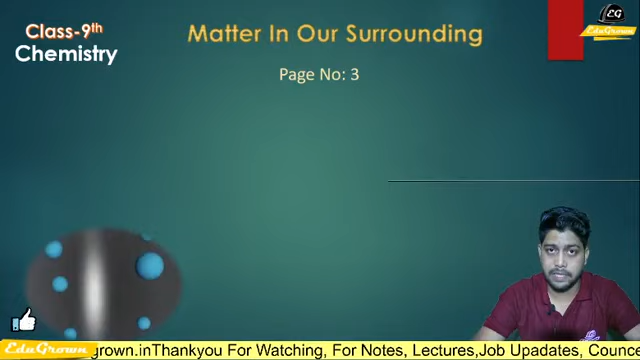 Class-9th
Chemistry
Matter In Our Surrounding
Page No: 3
EG
EduGrown
EduGrown
grown.inThankyou For Watching, For Notes, Lectures,Job Upadates, Counce